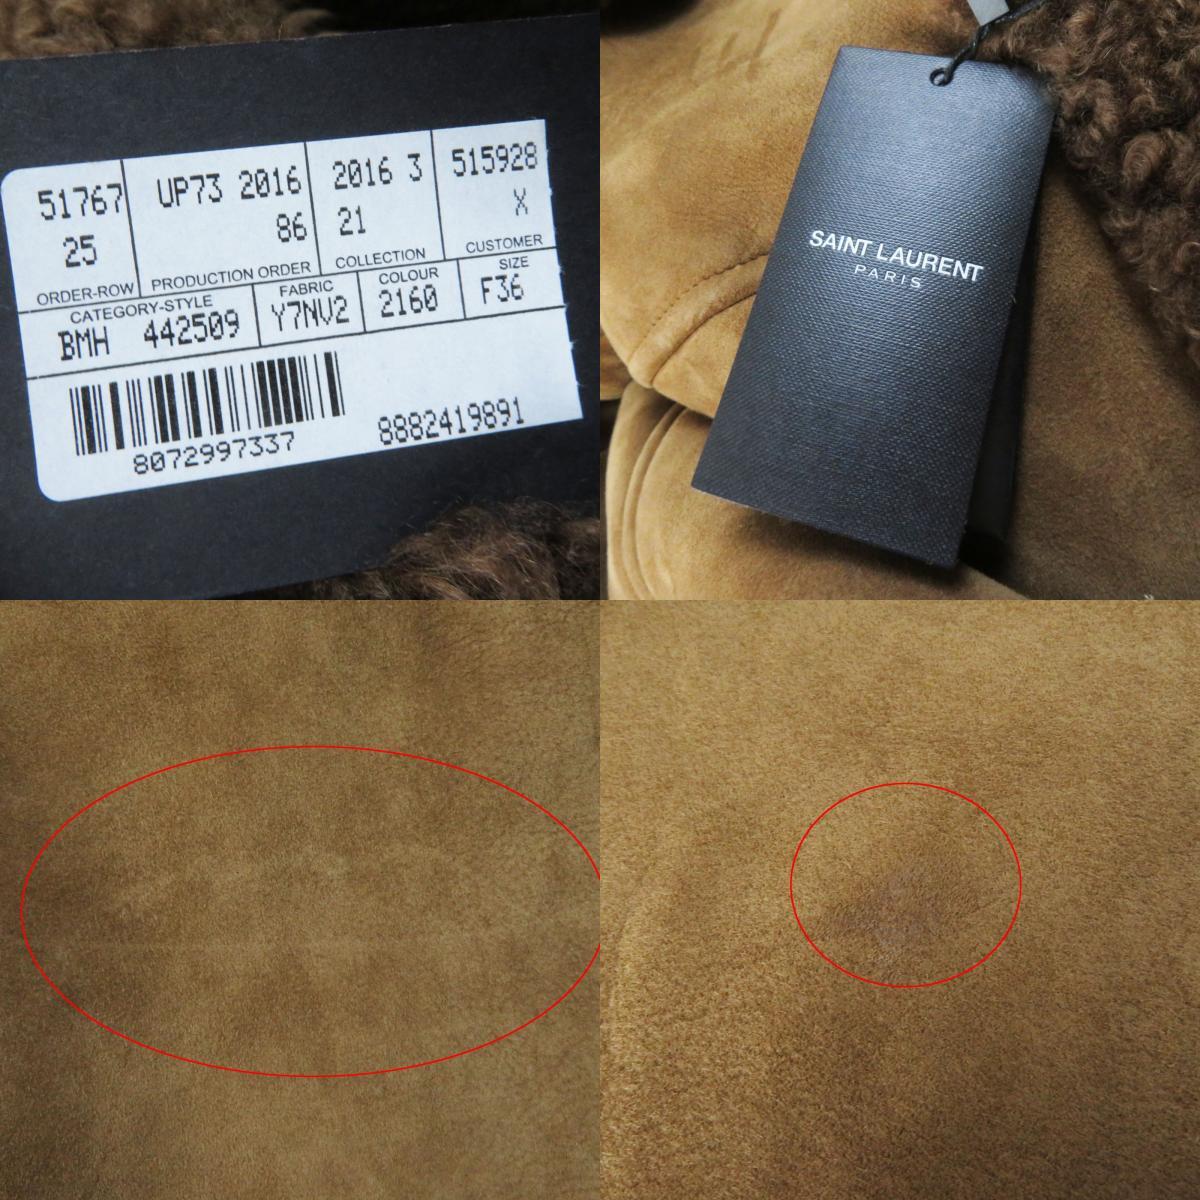 51767
25
ORDER-ROW
UP73 2016
86
PRODUCTION ORDER
2016 3
21
COLLECTION
515928
X
CUSTOMER
CATEGORY-STYLE
BMH 442509
FABRIC
Y7NV2
COLOUR
2160
SIZE
F36
8072997337
8882419891
SAINT LAURENT
PARIS